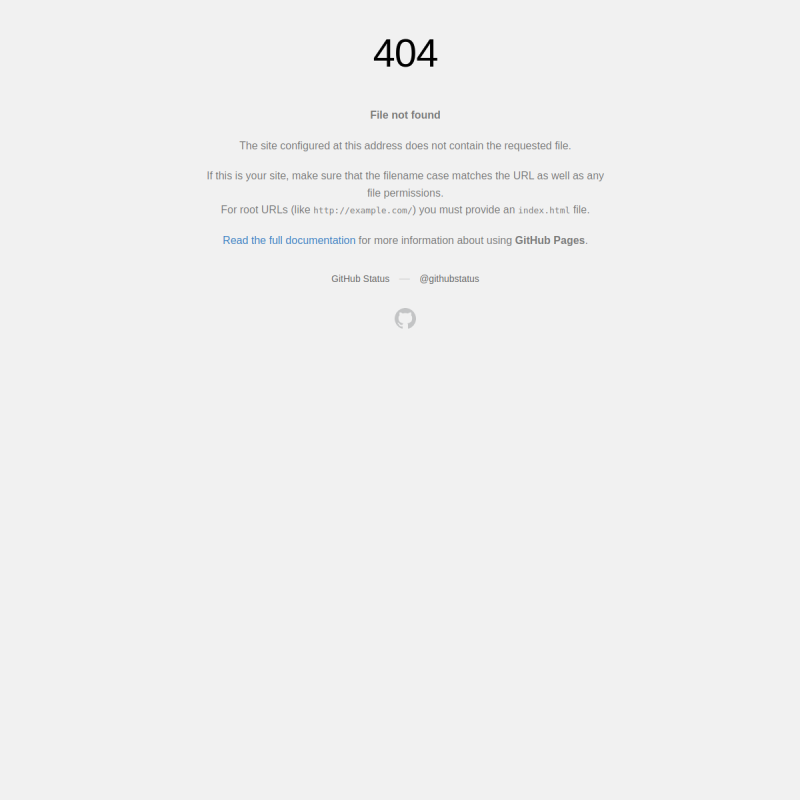 404
File not found
The site configured at this address does not contain the requested file.
If this is your site, make sure that the filename case matches the URL as well as any
file permissions.
For root URLs (like http://example.com/) you must provide an index.html file.
Read the full documentation for more information about using GitHub Pages.
GitHub Status — @githubstatus